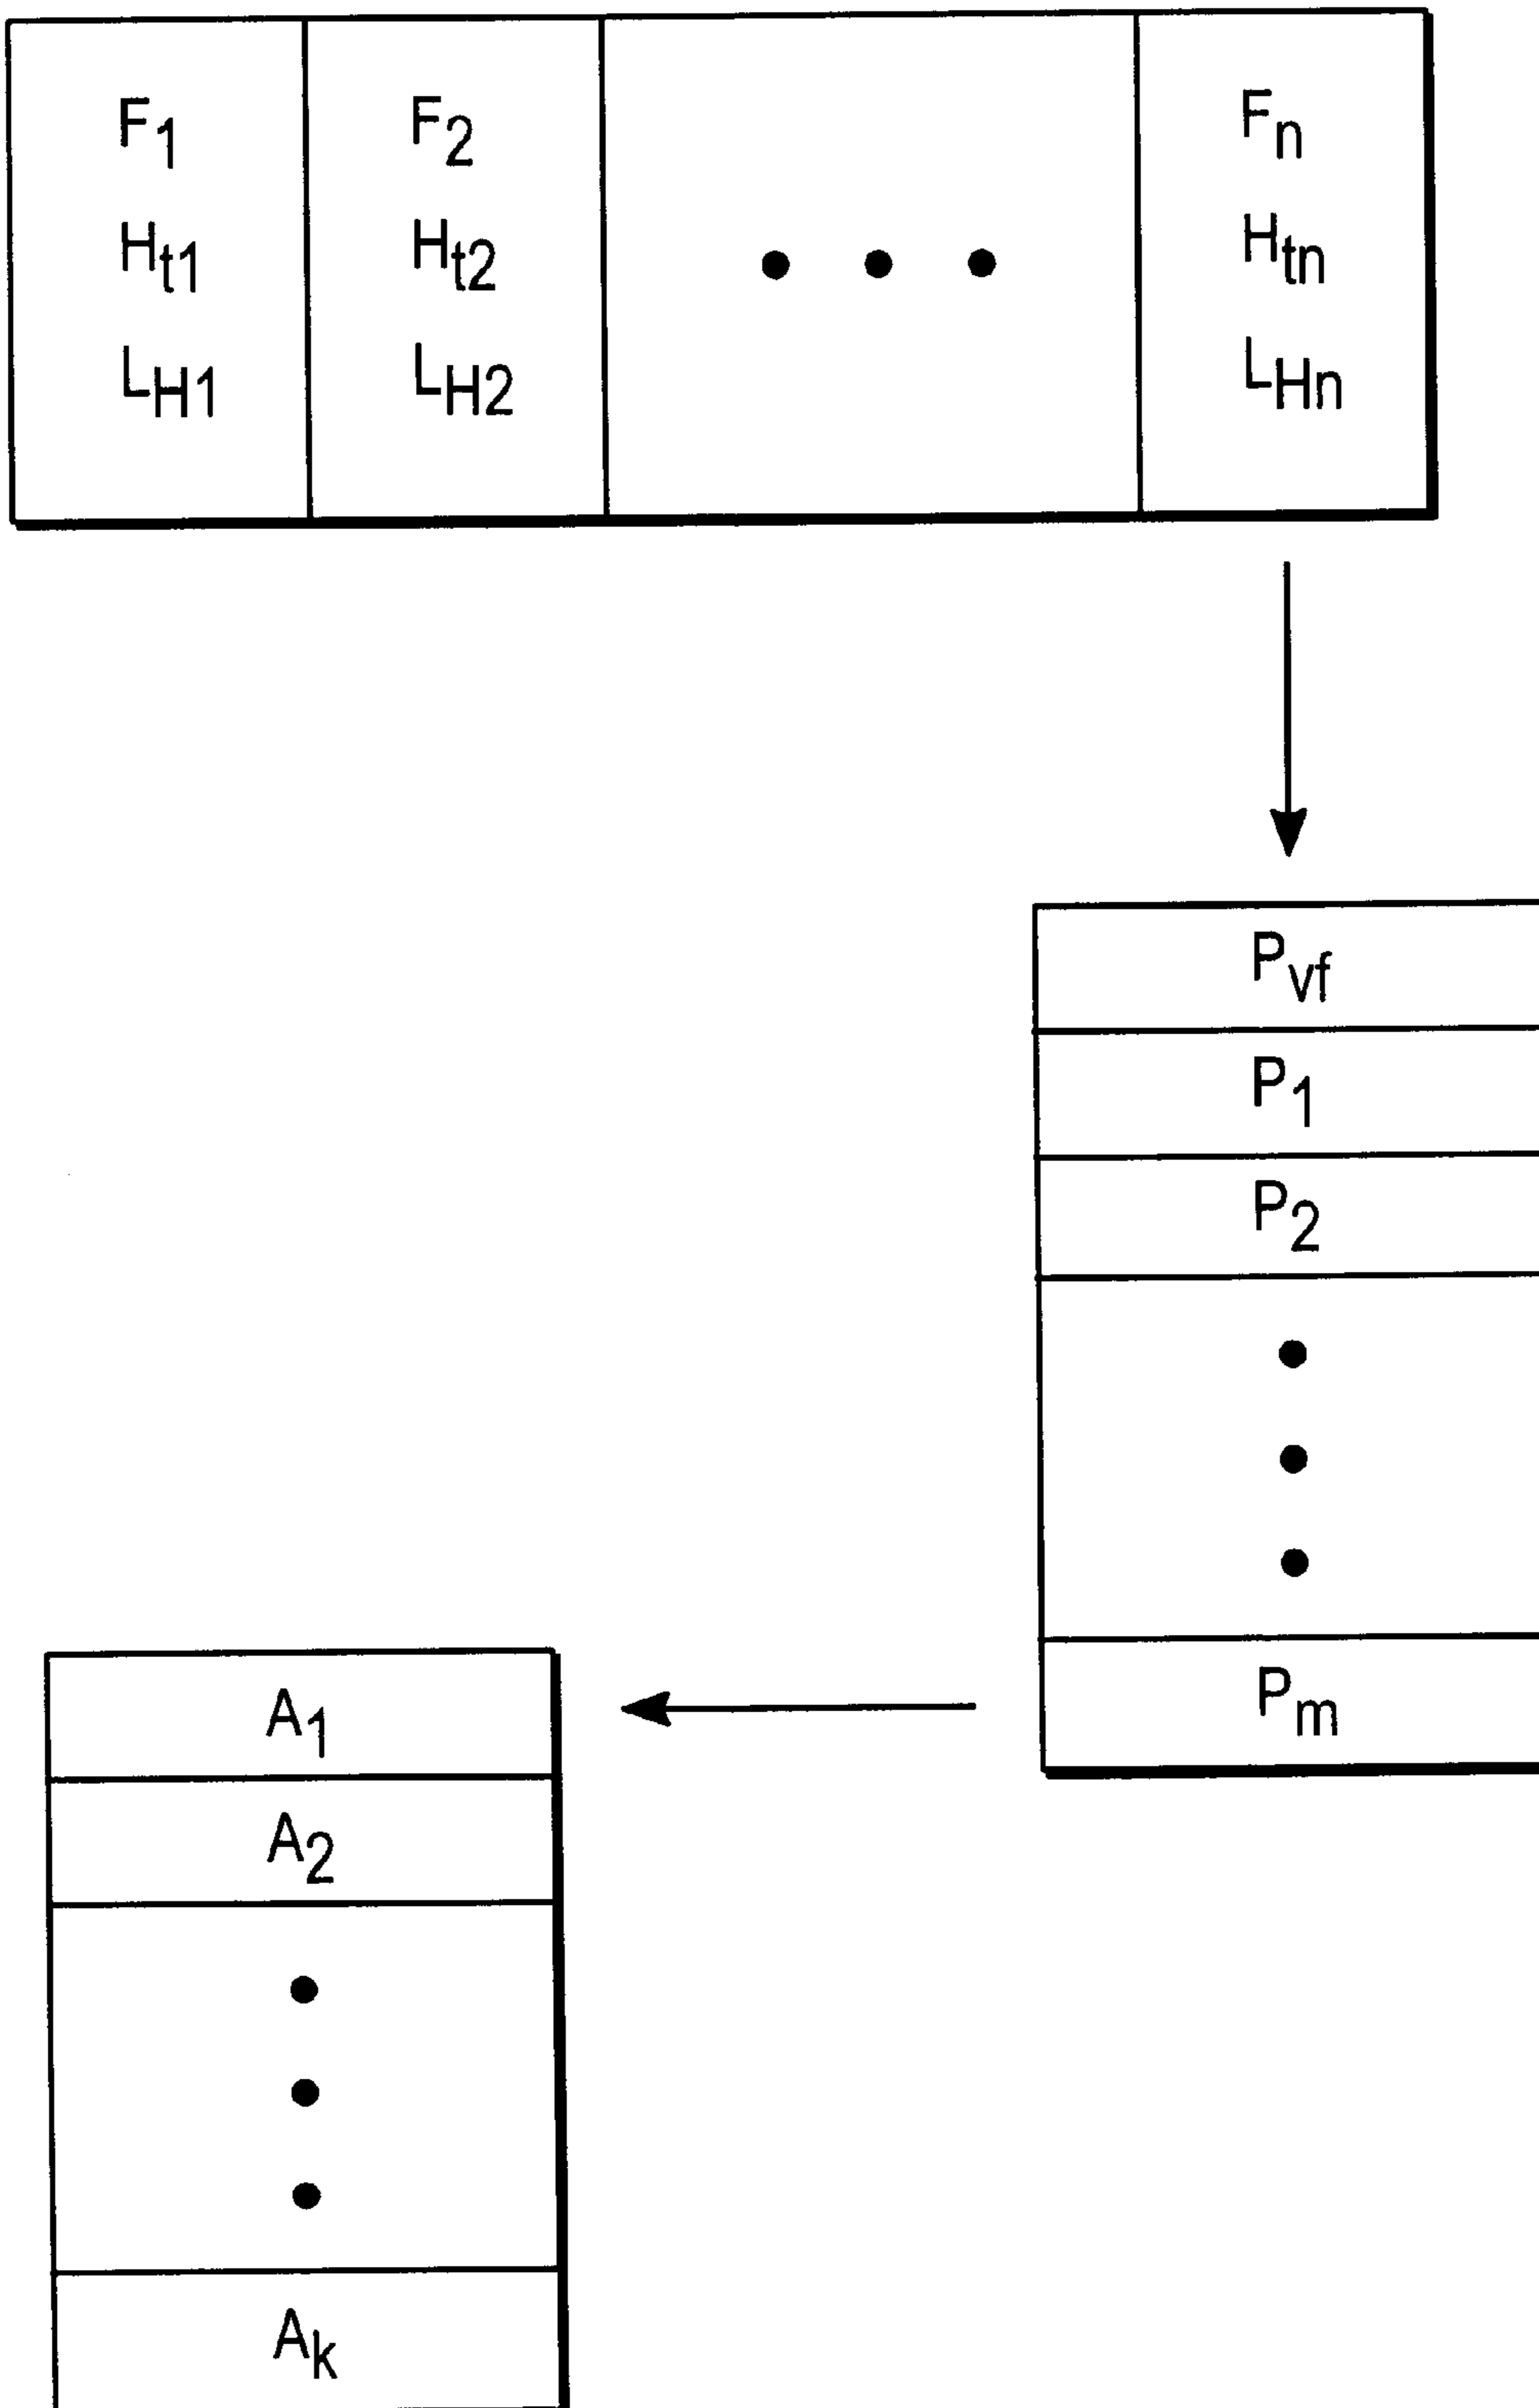 F1 F2 Fn
Ht1 Ht2 • • • Htn
LH1 LH2 LHn
Pvf
P1
P2
•
•
•
Pm
A1
A2
•
•
•
Ak